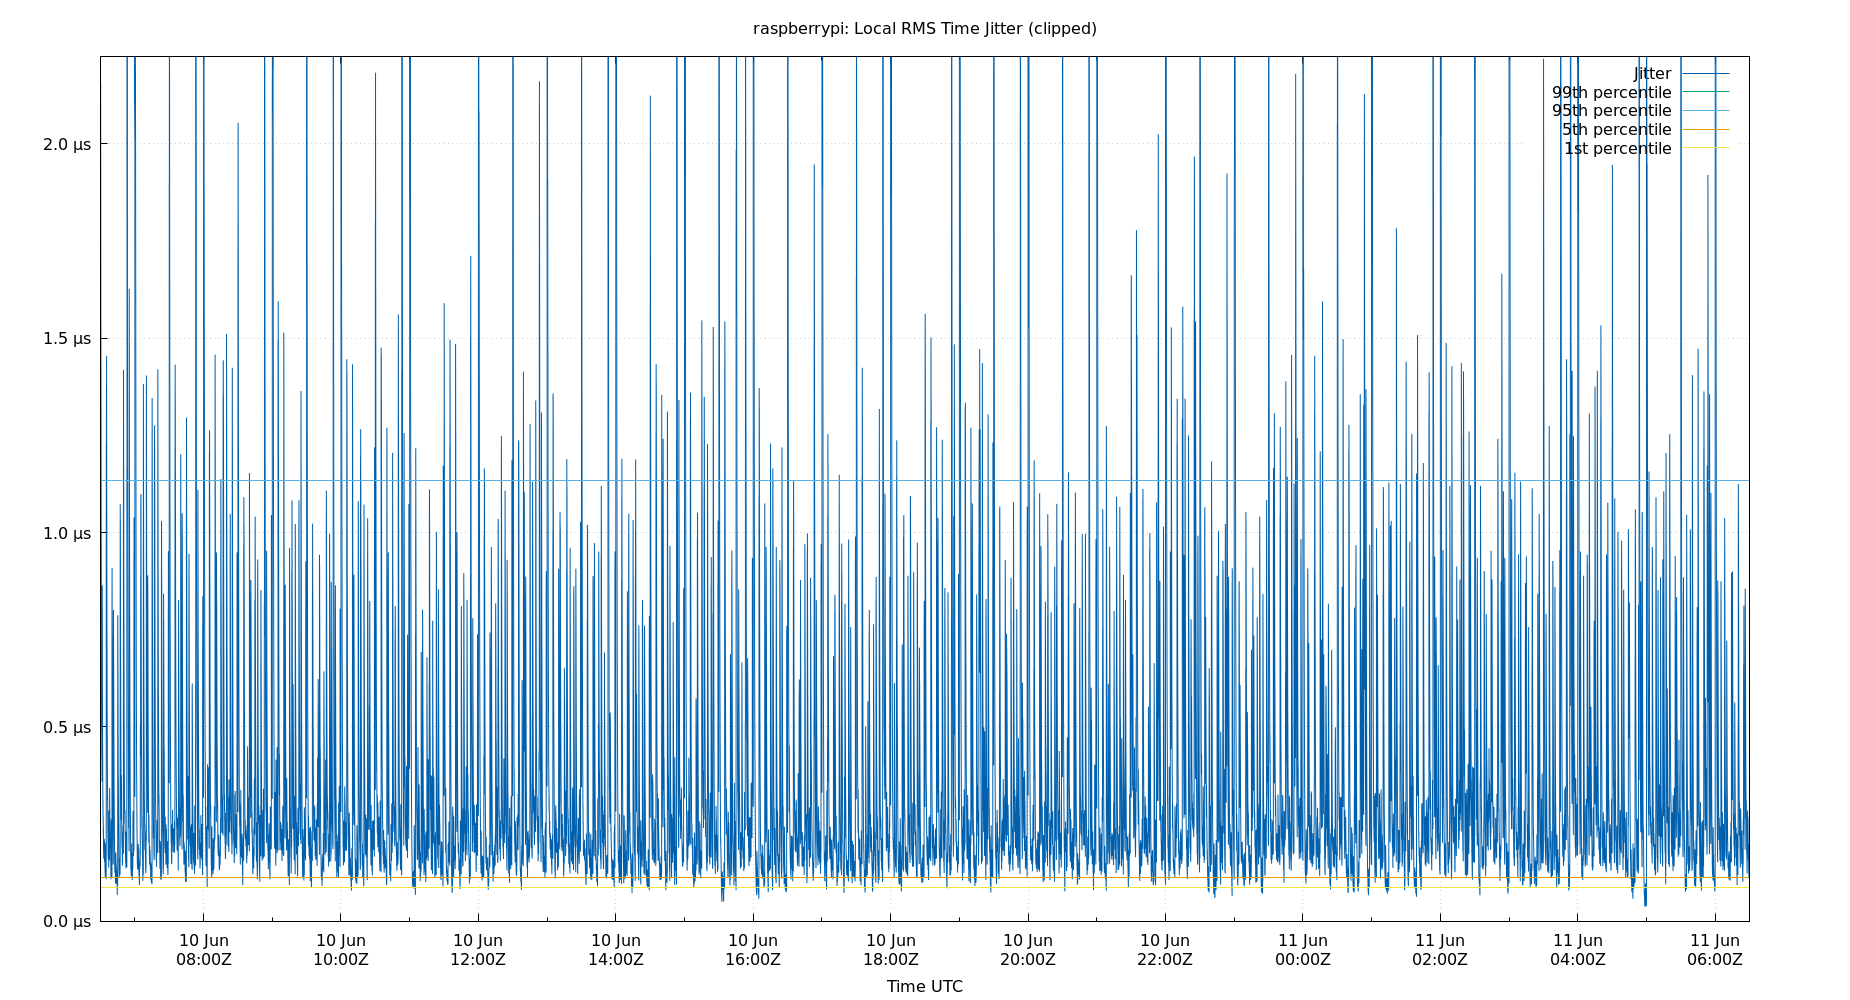 raspberrypi: Local RMS Time Jitter (clipped)
Jitter
99th percentile
95th percentile
5th percentile
1st percentile
2.0 µs
1.5 µs
1.0 µs
0.5 µs
0.0 µs
10 Jun 10 Jun 10 Jun 10 Jun 10 Jun 10 Jun 10 Jun 10 Jun 11 Jun 11 Jun 11 Jun 11 Jun
08:00Z 10:00Z 12:00Z 14:00Z 16:00Z 18:00Z 20:00Z 22:00Z 00:00Z 02:00Z 04:00Z 06:00Z
Time UTC